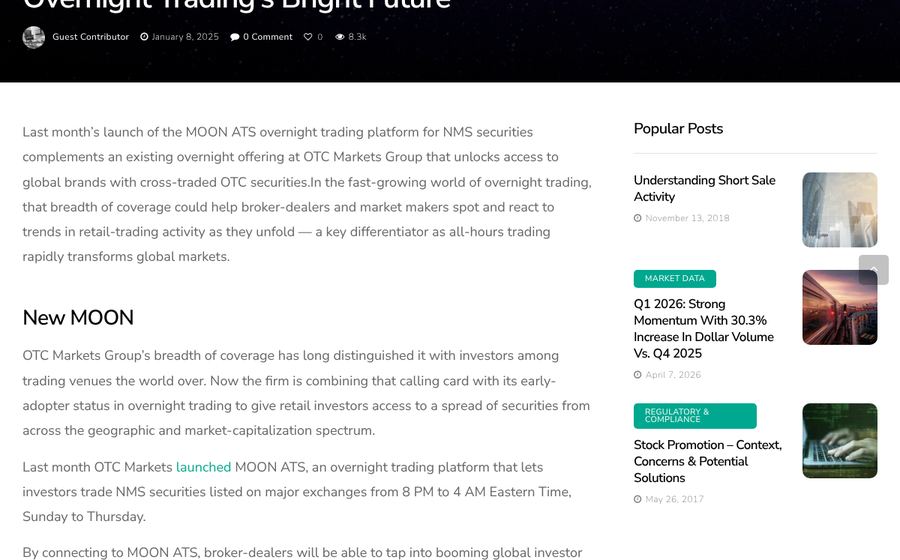 Overnight Trading's Bright Future
Guest Contributor January 8, 2025 0 Comment 0 8.3k
Last month's launch of the MOON ATS overnight trading platform for NMS securities
complements an existing overnight offering at OTC Markets Group that unlocks access to
global brands with cross-traded OTC securities.In the fast-growing world of overnight trading,
that breadth of coverage could help broker-dealers and market makers spot and react to
trends in retail-trading activity as they unfold — a key differentiator as all-hours trading
rapidly transforms global markets.
New MOON
OTC Markets Group's breadth of coverage has long distinguished it with investors among
trading venues the world over. Now the firm is combining that calling card with its early-
adopter status in overnight trading to give retail investors access to a spread of securities from
across the geographic and market-capitalization spectrum.
Last month OTC Markets launched MOON ATS, an overnight trading platform that lets
investors trade NMS securities listed on major exchanges from 8 PM to 4 AM Eastern Time,
Sunday to Thursday.
By connecting to MOON ATS, broker-dealers will be able to tap into booming global investor
Popular Posts
Understanding Short Sale
Activity
November 13, 2018
MARKET DATA
Q1 2026: Strong
Momentum With 30.3%
Increase In Dollar Volume
Vs. Q4 2025
April 7, 2026
REGULATORY &
COMPLIANCE
Stock Promotion – Context,
Concerns & Potential
Solutions
May 26, 2017